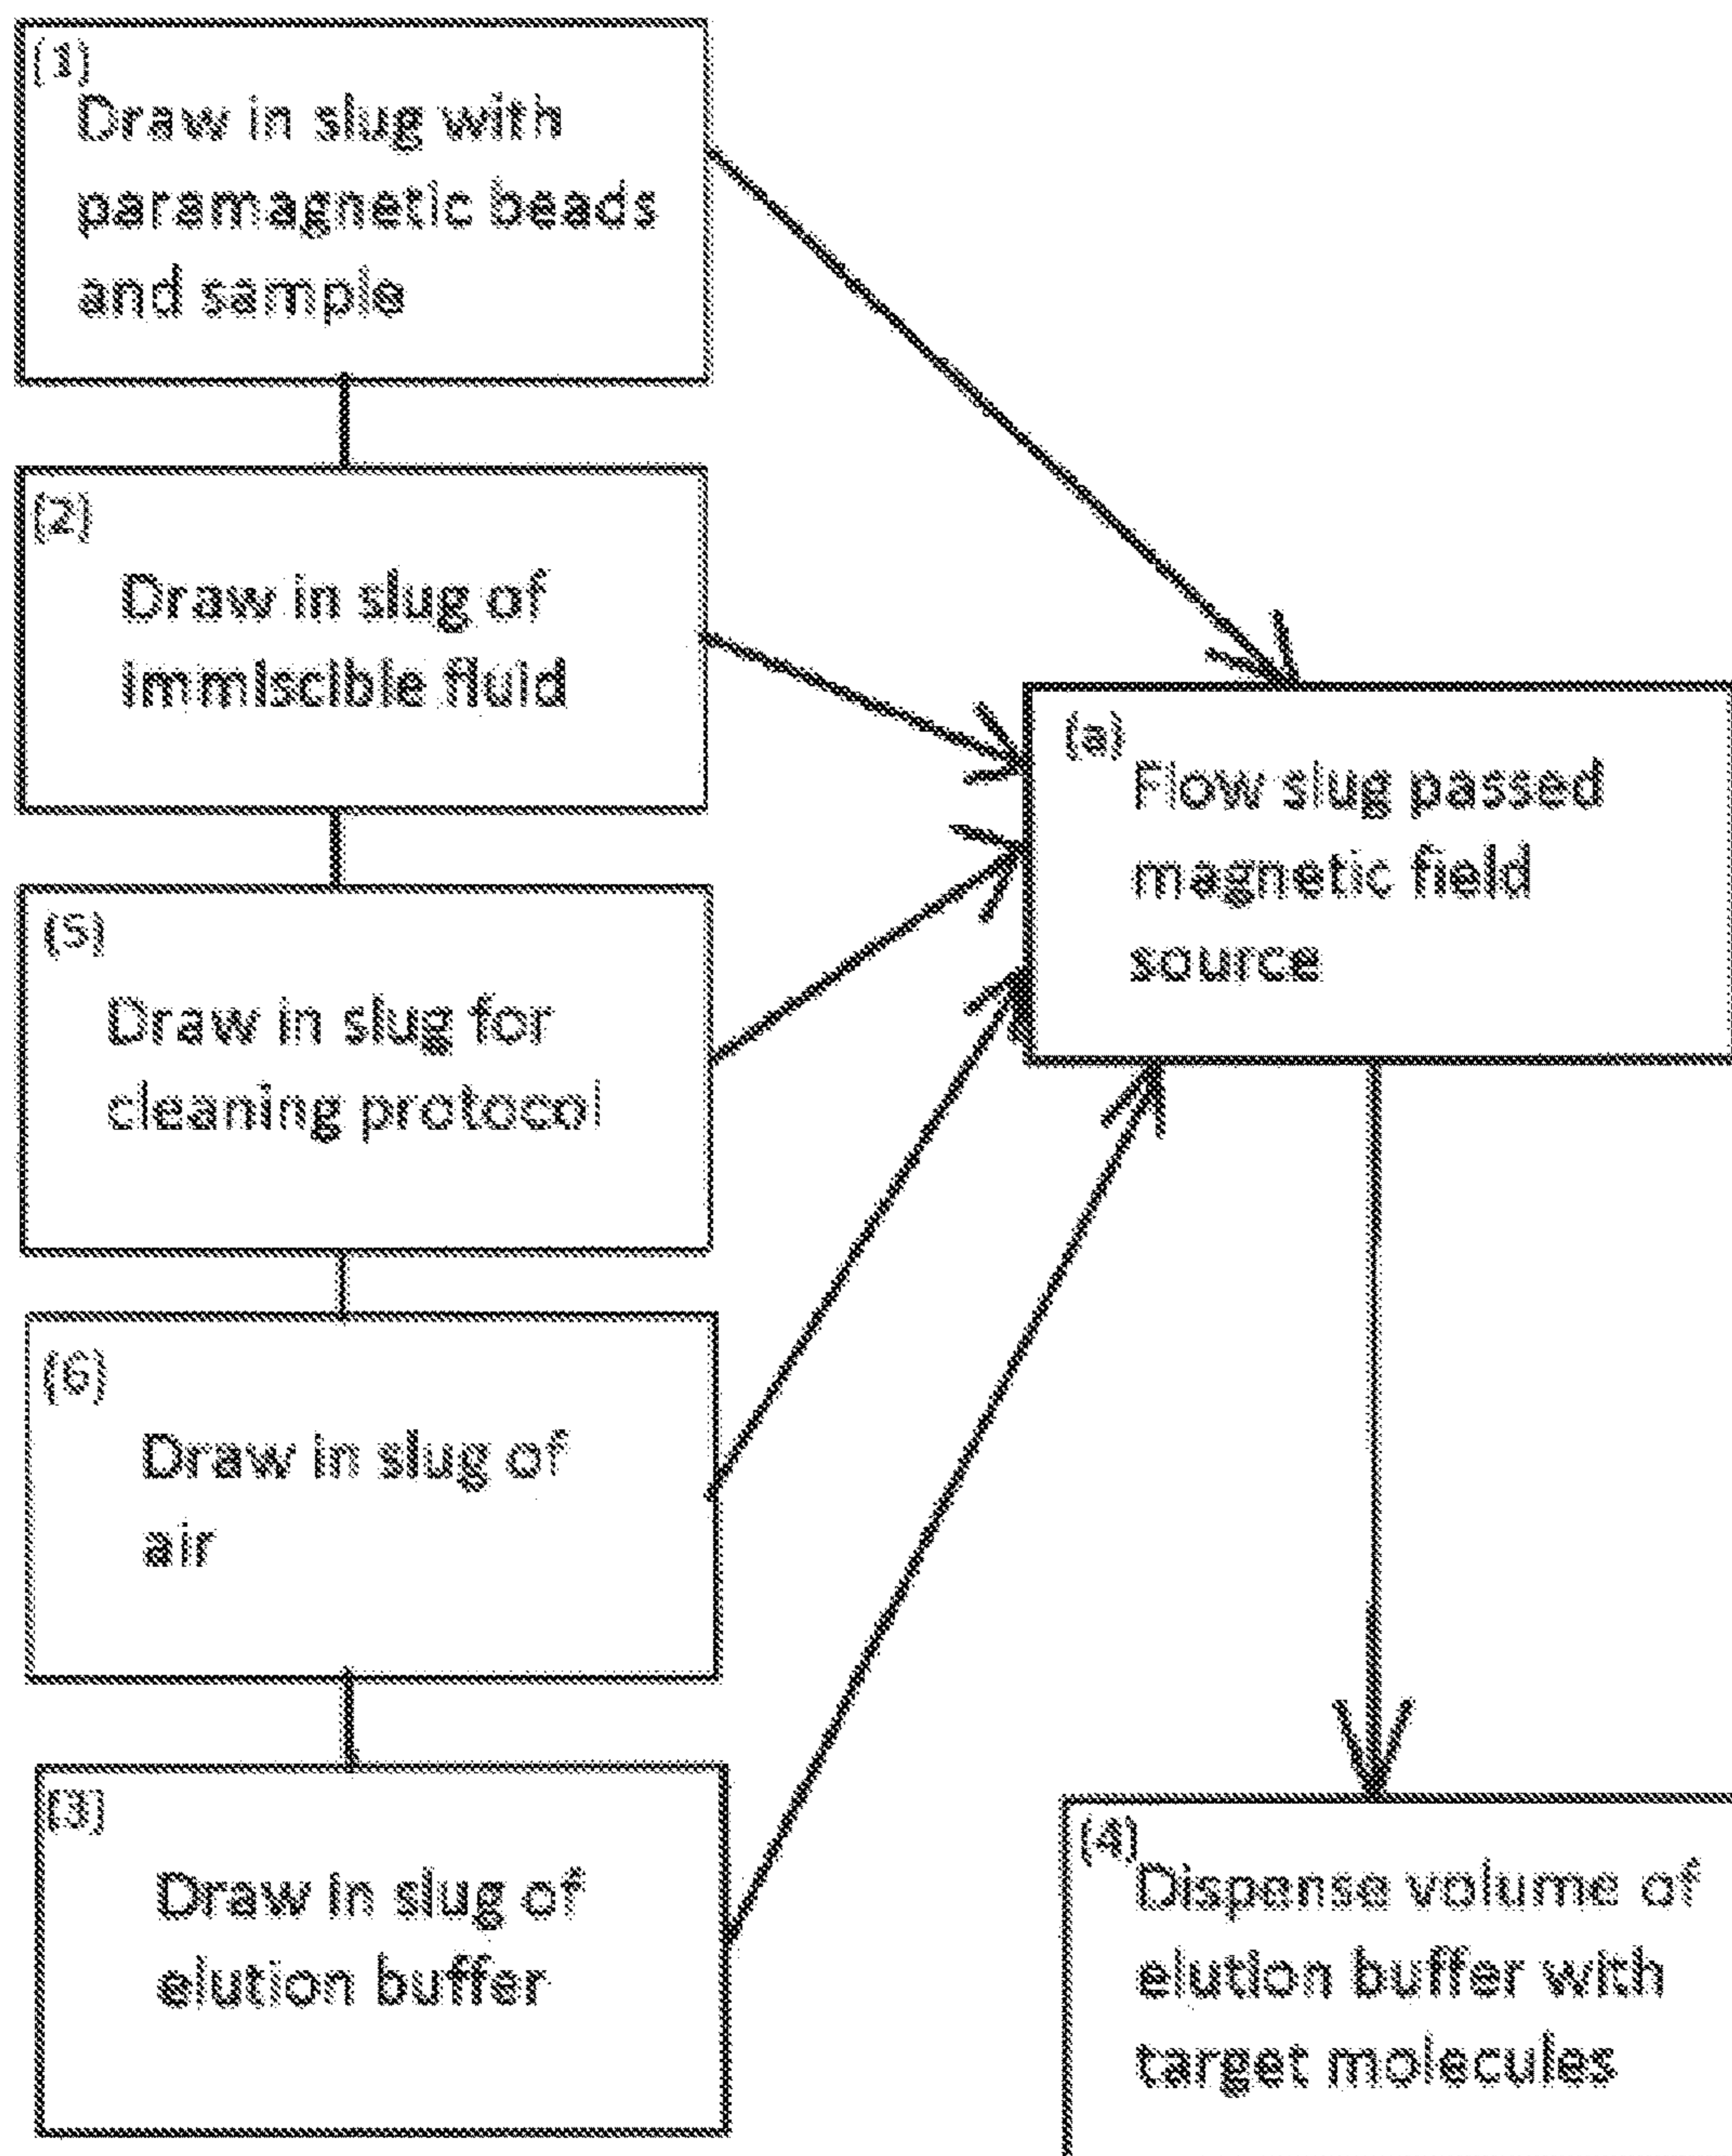 (1)
Draw in slug with
paramagnetic beads
and sample
(2)
Draw in slug of
immiscible fluid
(5)
Draw in slug for
cleaning protocol
(6)
Draw in slug of
air
(3)
Draw in slug of
elution buffer
(a)
Flow slug passed
magnetic field
source
(4)
Dispense volume of
elution buffer with
target molecules